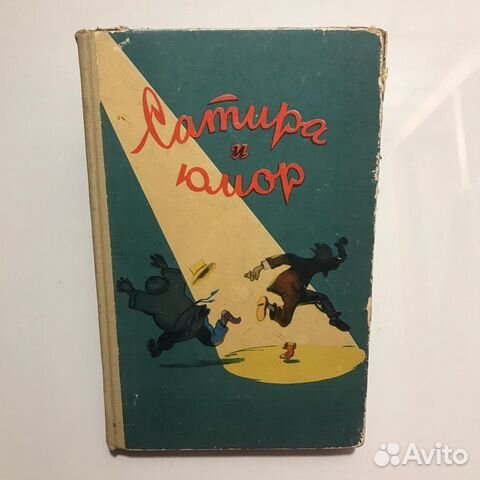 Сатира
и
юмор
Avito